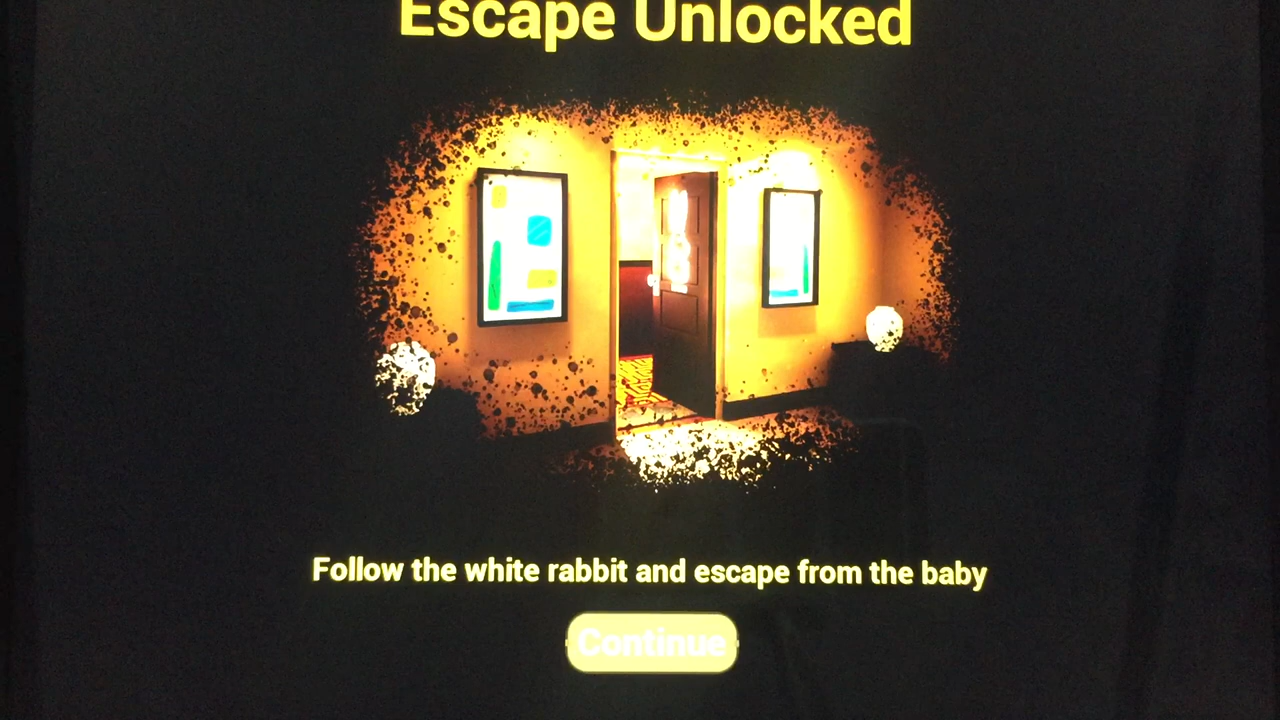 Escape Unlocked
Follow the white rabbit and escape from the baby
Continue